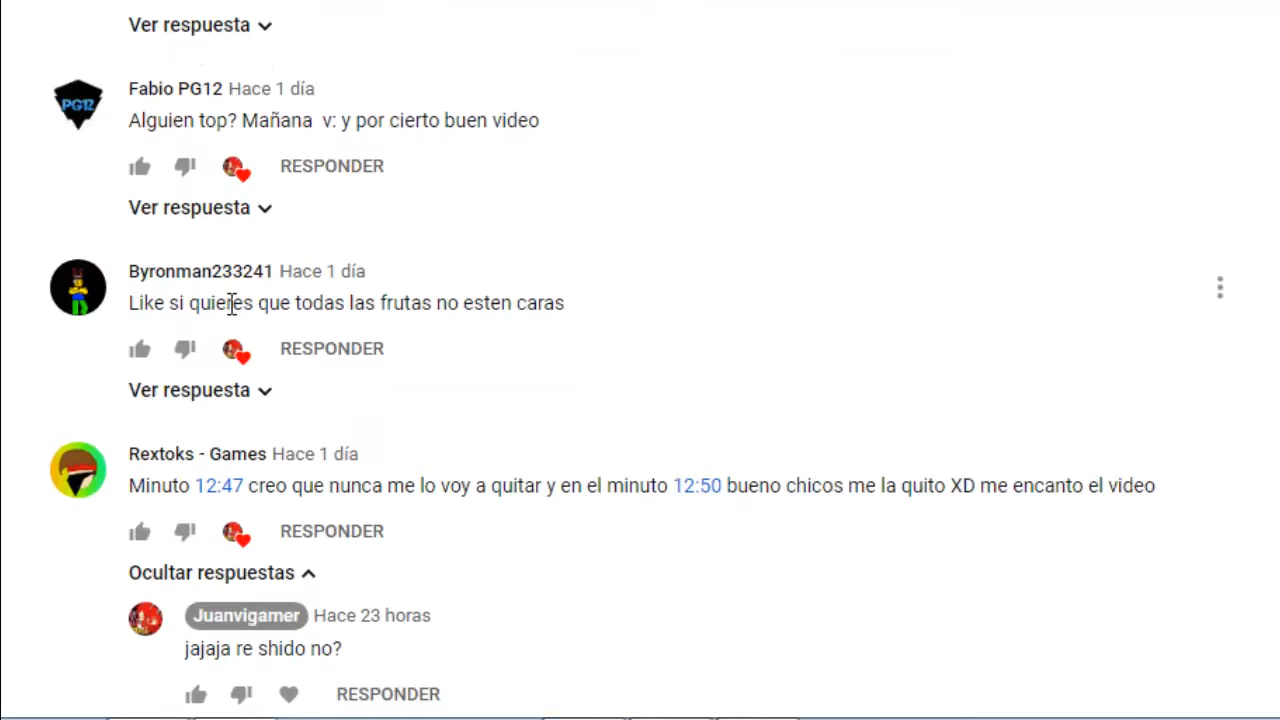 Ver respuesta
Fabio PG12 Hace 1 día
PG12
Alguien top? Mañana v: y por cierto buen video
RESPONDER
Ver respuesta
Byronman233241 Hace 1 día
Like si quieres que todas las frutas no esten caras
RESPONDER
Ver respuesta
Rextoks - Games Hace 1 día
Minuto 12:47 creo que nunca me lo voy a quitar y en el minuto 12:50 bueno chicos me la quito XD me encanto el video
RESPONDER
Ocultar respuestas
Juanvigamer Hace 23 horas
jajaja re shido no?
RESPONDER